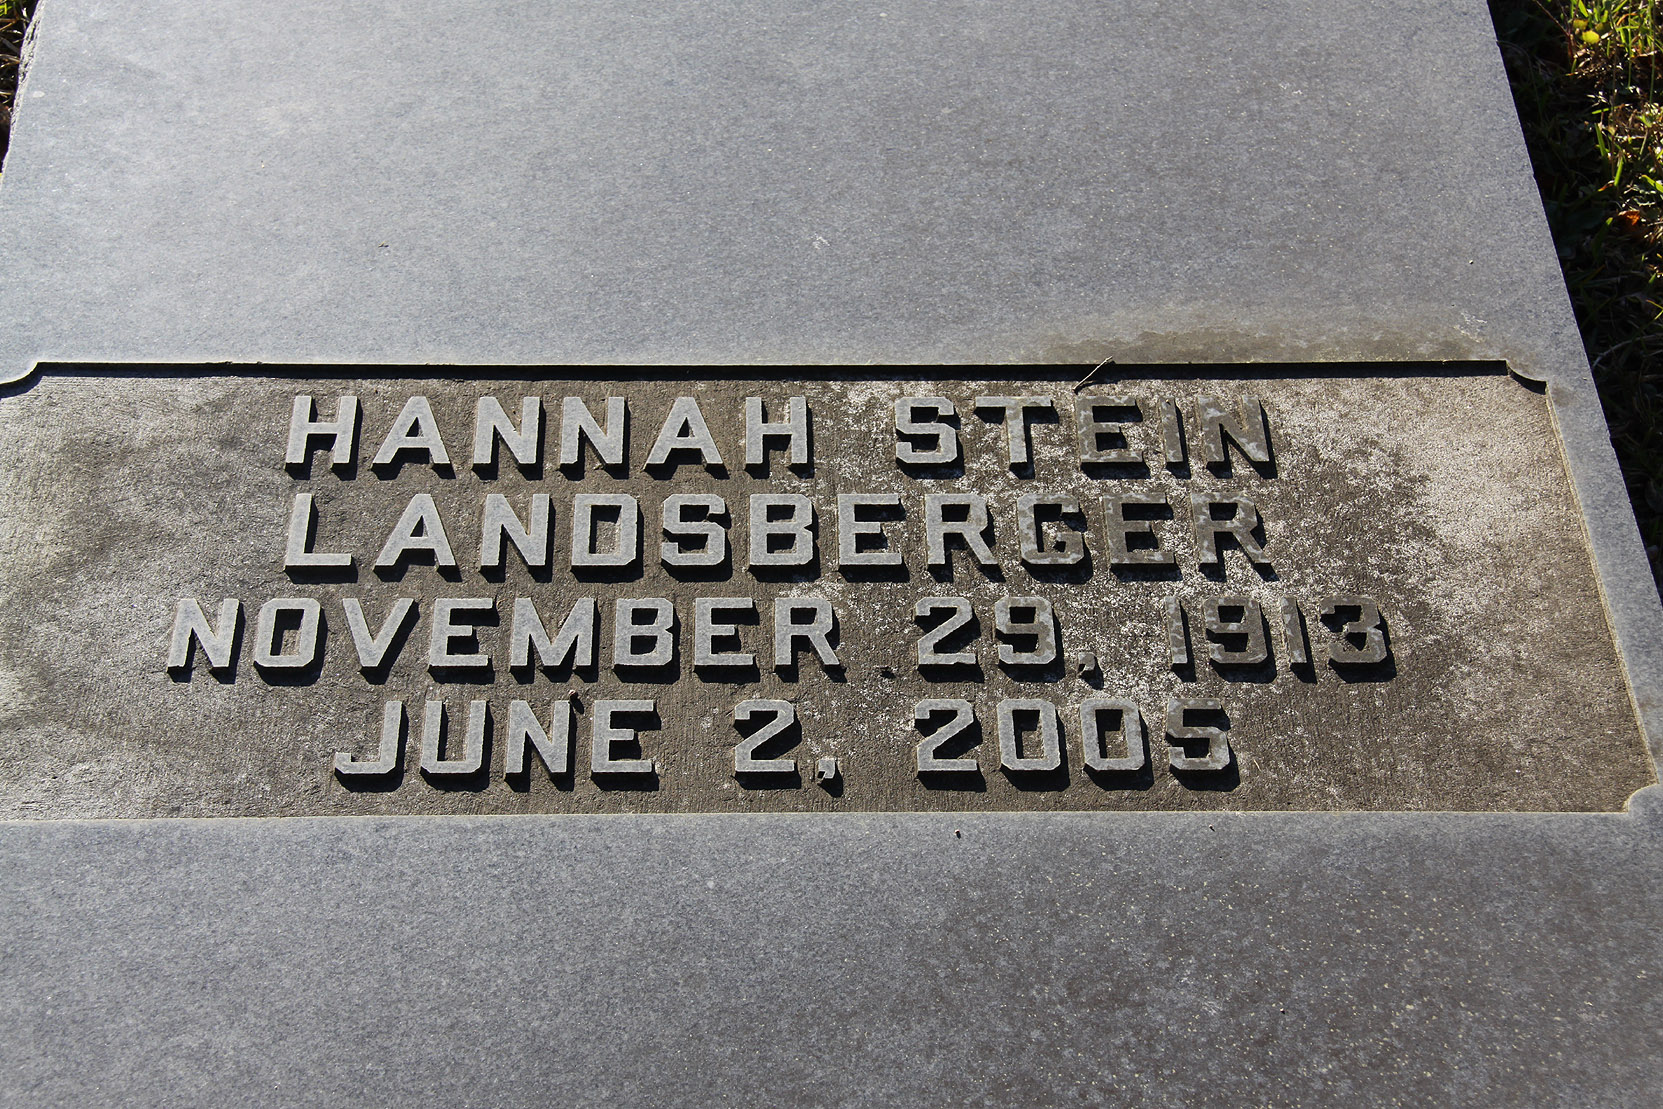 HANNAH STEIN
LANDSBERGER
NOVEMBER 29, 1913
JUNE 2, 2005